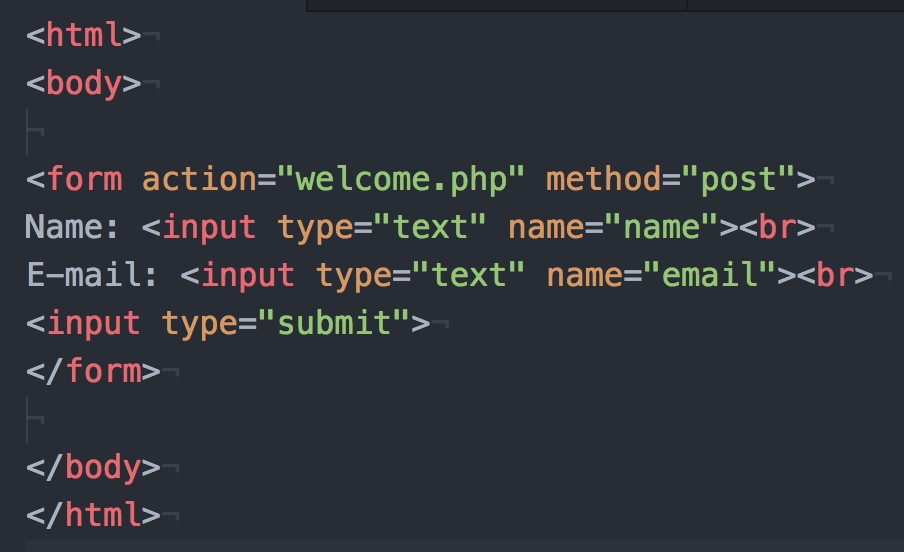 <html>¬
<body>¬
¬
<form action="welcome.php" method="post">¬
Name: <input type="text" name="name"><br>¬
E-mail: <input type="text" name="email"><br>¬
<input type="submit">¬
</form>¬
¬
</body>¬
</html>¬